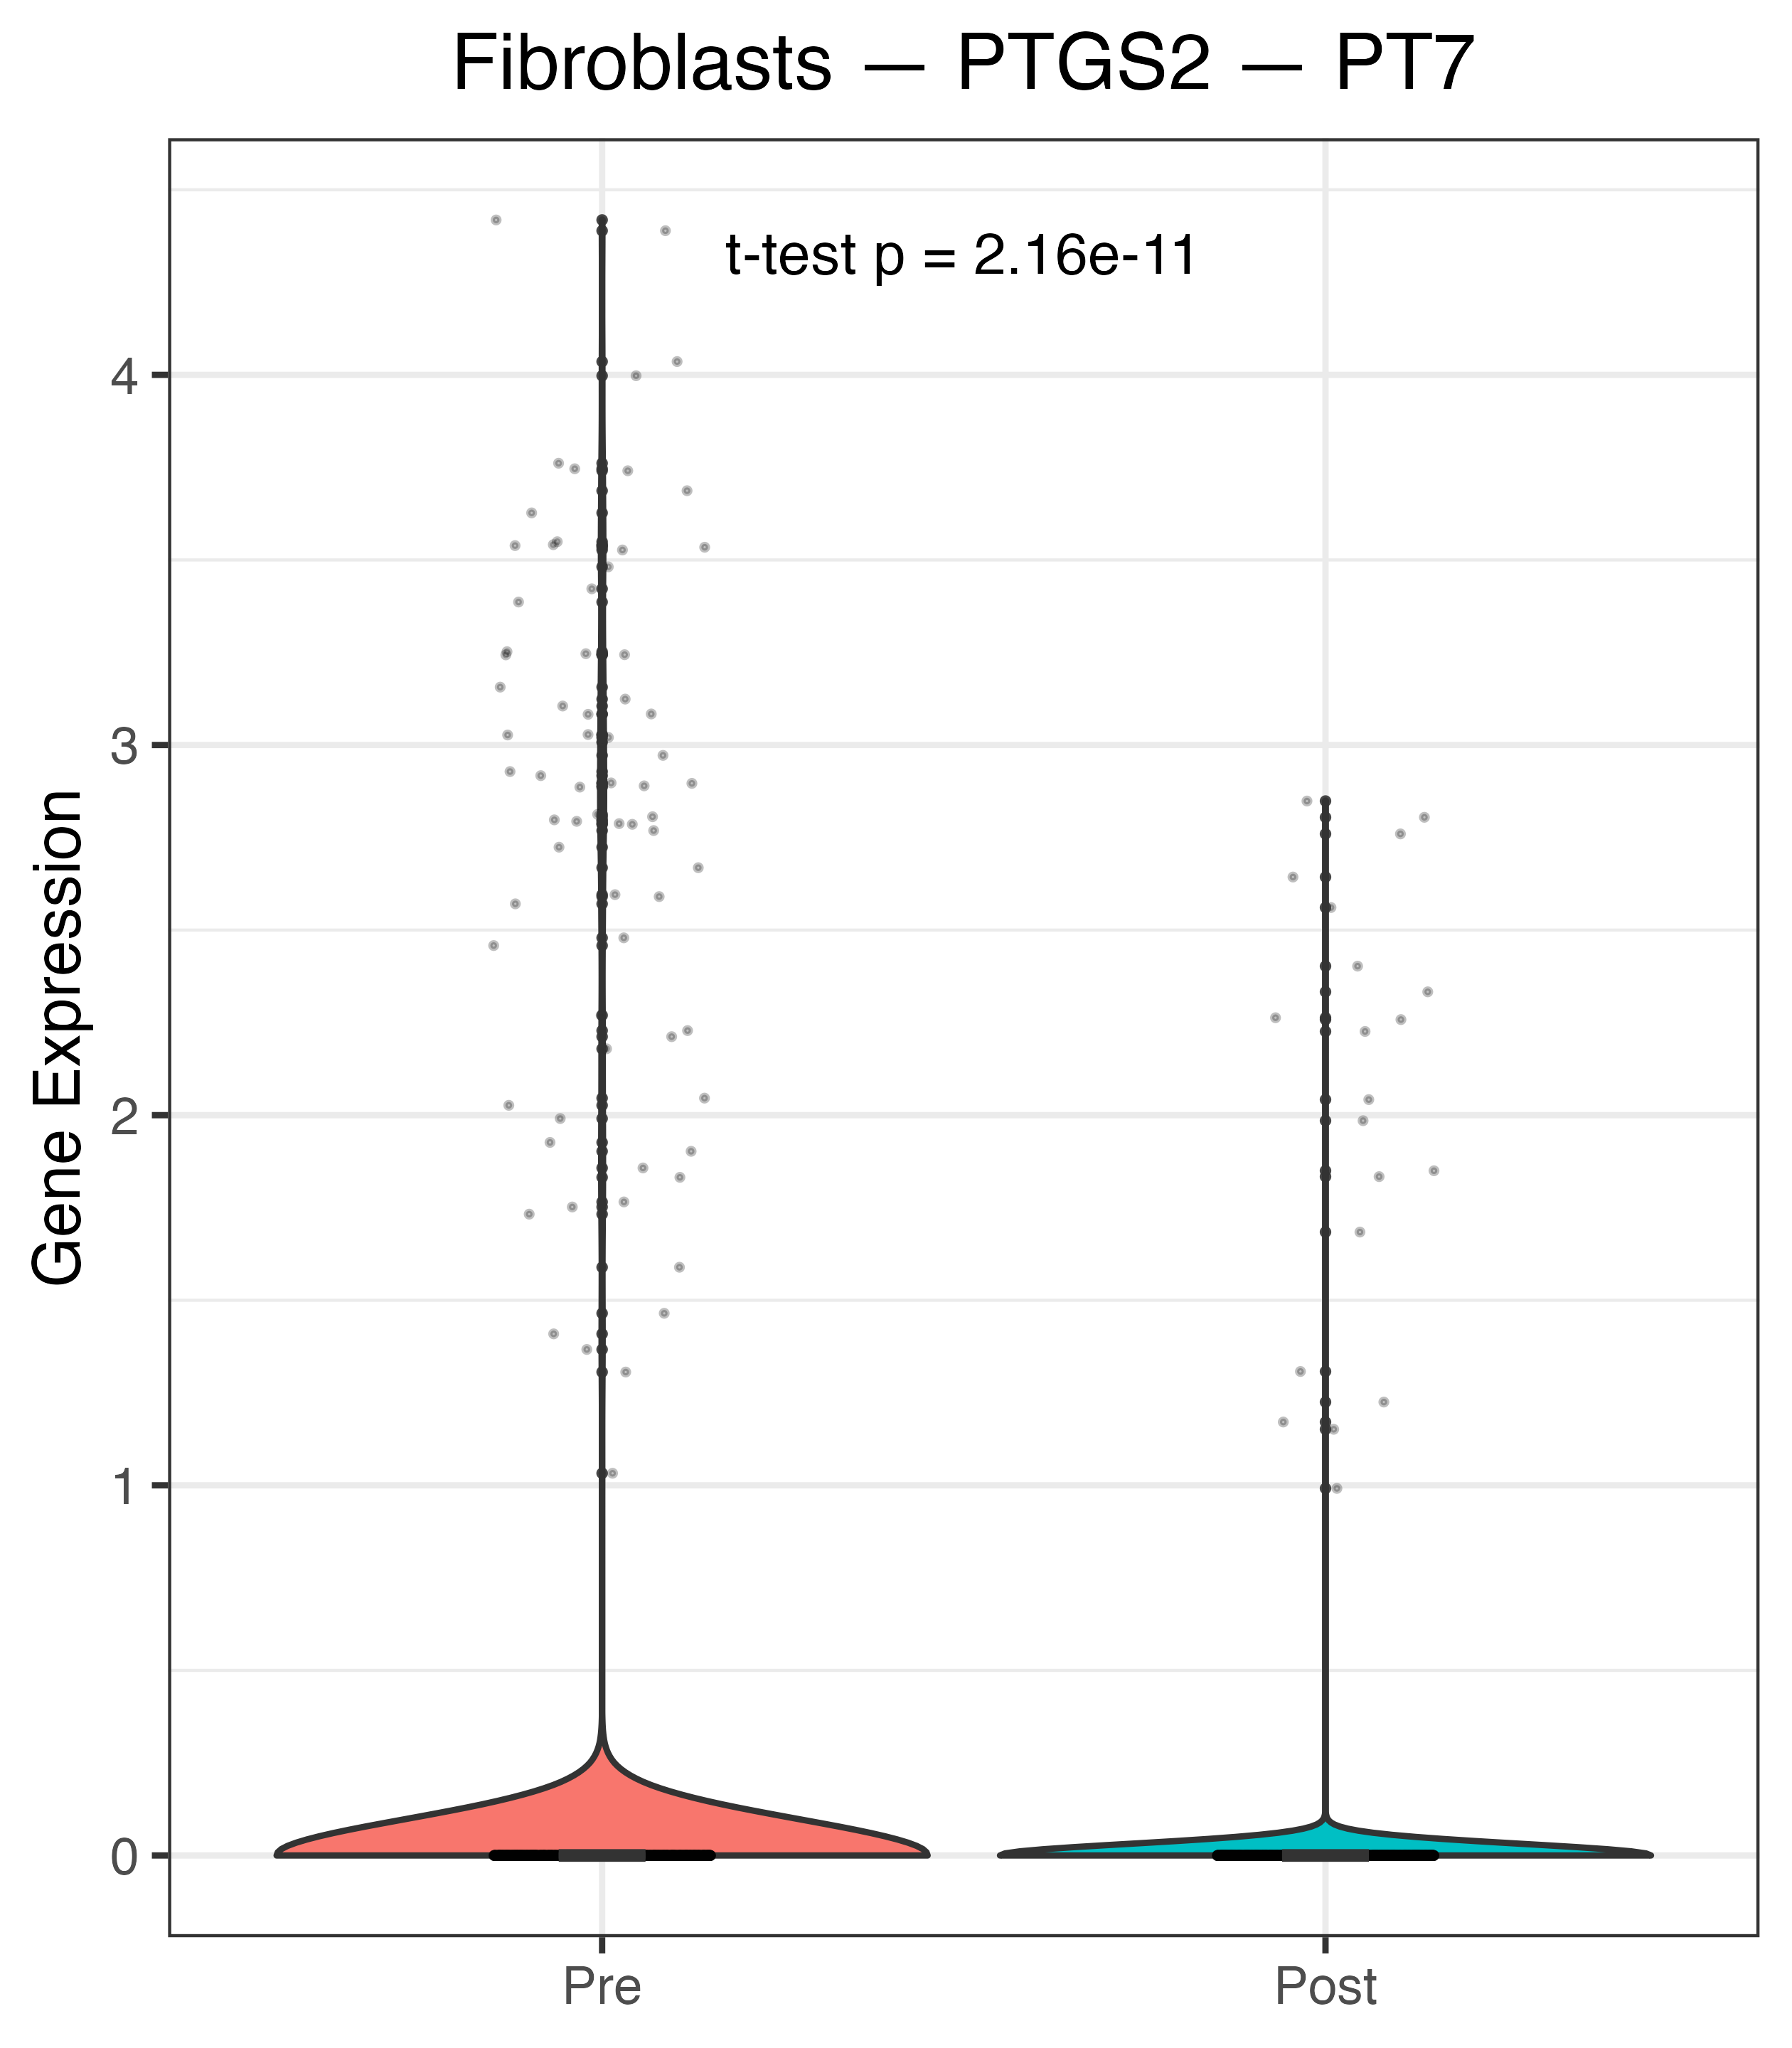 Fibroblasts — PTGS2 — PT7
t-test p = 2.16e-11
Gene Expression
4
3
2
1
0
Pre
Post